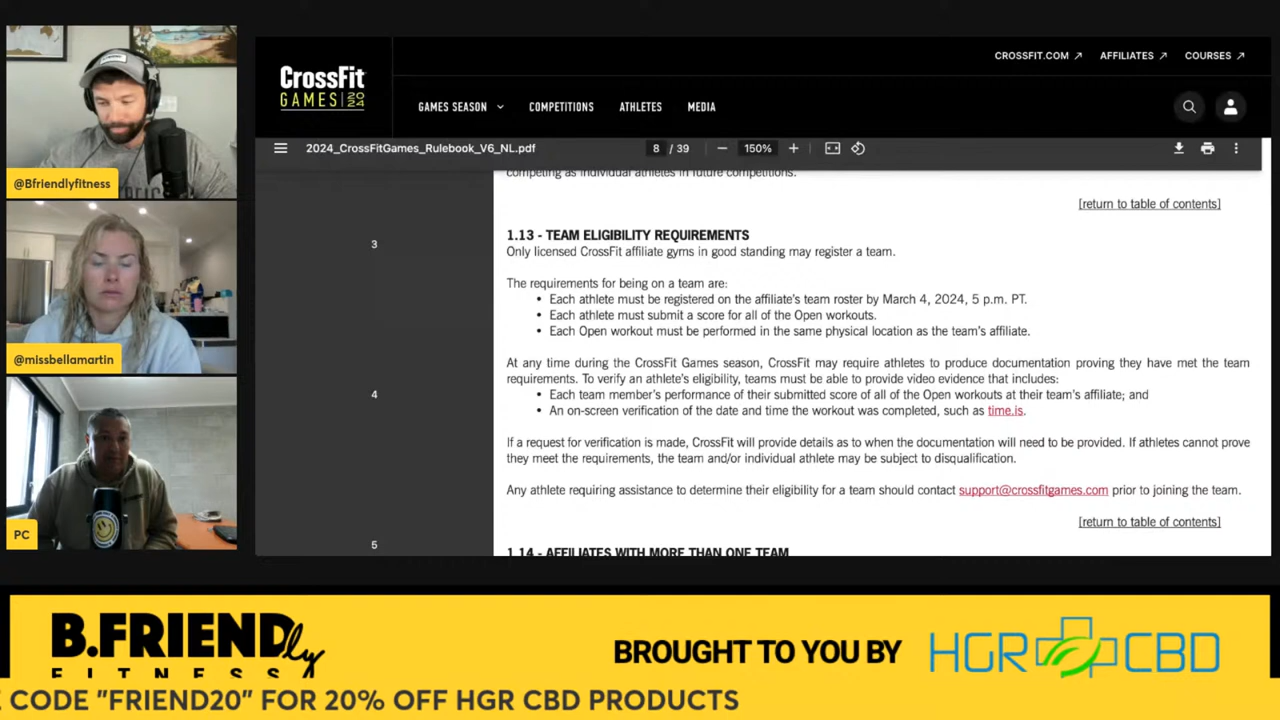 @Bfriendlyfitness
@missbellamartin
PC
CROSSFIT.COM ↗ AFFILIATES ↗ COURSES ↗
CrossFit
GAMES | 2024
GAMES SEASON COMPETITIONS ATHLETES MEDIA
2024_CrossFitGames_Rulebook_V6_NL.pdf 8 / 39 − 150% +
competing as individual athletes in future competitions.
[return to table of contents]
3
1.13 - TEAM ELIGIBILITY REQUIREMENTS
Only licensed CrossFit affiliate gyms in good standing may register a team.
The requirements for being on a team are:
• Each athlete must be registered on the affiliate's team roster by March 4, 2024, 5 p.m. PT.
• Each athlete must submit a score for all of the Open workouts.
• Each Open workout must be performed in the same physical location as the team's affiliate.
At any time during the CrossFit Games season, CrossFit may require athletes to produce documentation proving they have met the team
requirements. To verify an athlete's eligibility, teams must be able to provide video evidence that includes:
4
• Each team member's performance of their submitted score of all of the Open workouts at their team's affiliate; and
• An on-screen verification of the date and time the workout was completed, such as time.is.
If a request for verification is made, CrossFit will provide details as to when the documentation will need to be provided. If athletes cannot prove
they meet the requirements, the team and/or individual athlete may be subject to disqualification.
Any athlete requiring assistance to determine their eligibility for a team should contact support@crossfitgames.com prior to joining the team.
[return to table of contents]
5
1.14 - AFFILIATES WITH MORE THAN ONE TEAM
B.FRIENDly
FITNESS
BROUGHT TO YOU BY
HGR CBD
CODE "FRIEND20" FOR 20% OFF HGR CBD PRODUCTS